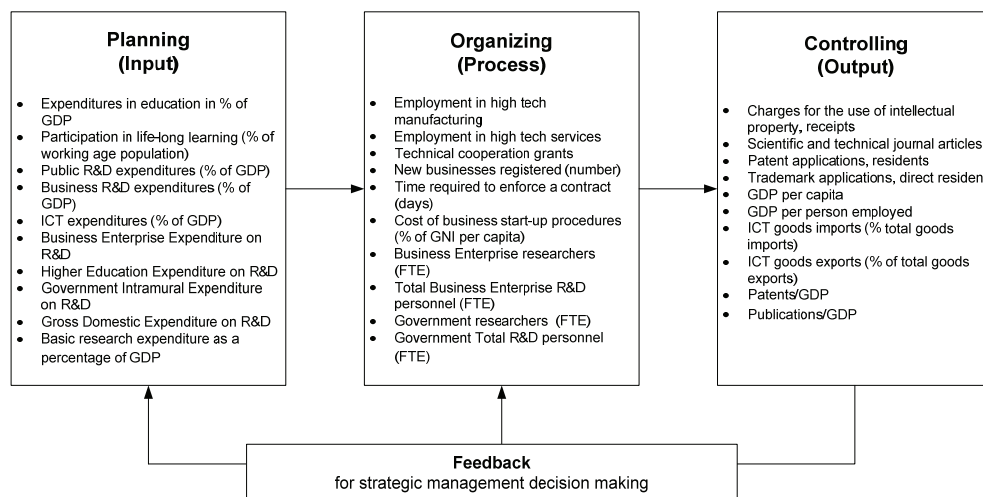 Planning
(Input)
• Expenditures in education in % of
GDP
• Participation in life-long learning (% of
working age population)
• Public R&D expenditures (% of GDP)
• Business R&D expenditures (% of
GDP)
• ICT expenditures (% of GDP)
• Business Enterprise Expenditure on
R&D
• Higher Education Expenditure on R&D
• Government Intramural Expenditure
on R&D
• Gross Domestic Expenditure on R&D
• Basic research expenditure as a
percentage of GDP
Organizing
(Process)
• Employment in high tech
manufacturing
• Employment in high tech services
• Technical cooperation grants
• New businesses registered (number)
• Time required to enforce a contract
(days)
• Cost of business start-up procedures
(% of GNI per capita)
• Business Enterprise researchers
(FTE)
• Total Business Enterprise R&D
personnel (FTE)
• Government researchers (FTE)
• Government Total R&D personnel
(FTE)
Controlling
(Output)
• Charges for the use of intellectual
property, receipts
• Scientific and technical journal articles
• Patent applications, residents
• Trademark applications, direct resident
• GDP per capita
• GDP per person employed
• ICT goods imports (% total goods
imports)
• ICT goods exports (% of total goods
exports)
• Patents/GDP
• Publications/GDP
Feedback
for strategic management decision making